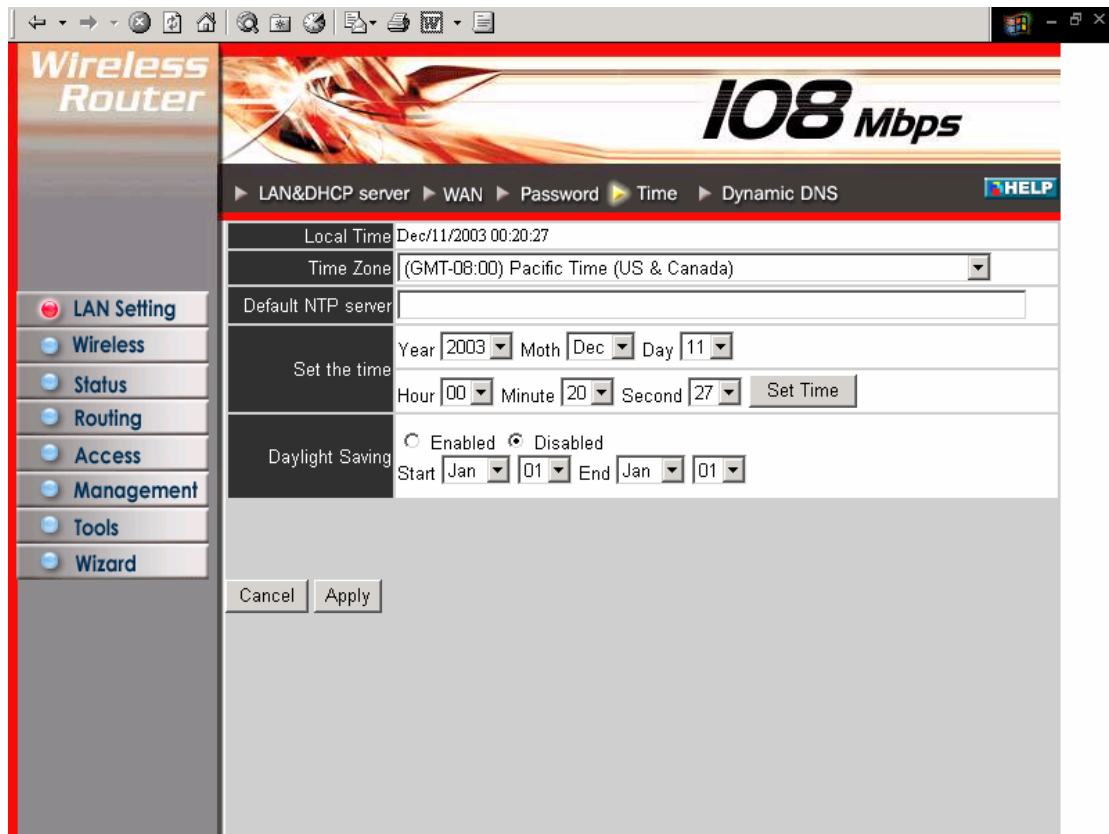 Wireless
Router
108 Mbps
LAN&DHCP server WAN Password Time Dynamic DNS HELP
Local Time Dec/11/2003 00:20:27
Time Zone (GMT-08:00) Pacific Time (US & Canada)
Default NTP server
Set the time
Year 2003 Moth Dec Day 11
Hour 00 Minute 20 Second 27 Set Time
Daylight Saving
Enabled Disabled
Start Jan 01 End Jan 01
Cancel Apply
LAN Setting
Wireless
Status
Routing
Access
Management
Tools
Wizard